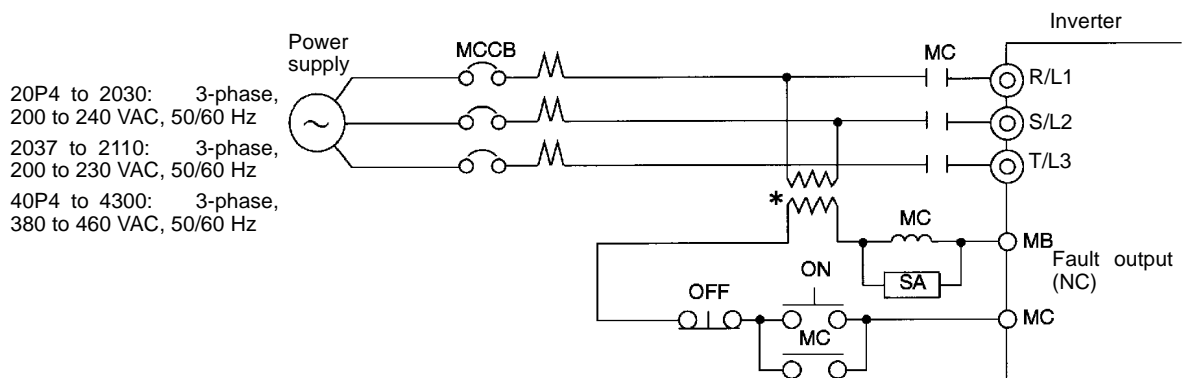 Inverter
Power
supply
MCCB
MC
R/L1
20P4 to 2030: 3-phase,
200 to 240 VAC, 50/60 Hz
~
S/L2
2037 to 2110: 3-phase,
200 to 230 VAC, 50/60 Hz
T/L3
40P4 to 4300: 3-phase,
380 to 460 VAC, 50/60 Hz
*
MC
MB
Fault output
(NC)
SA
ON
OFF
MC
MC